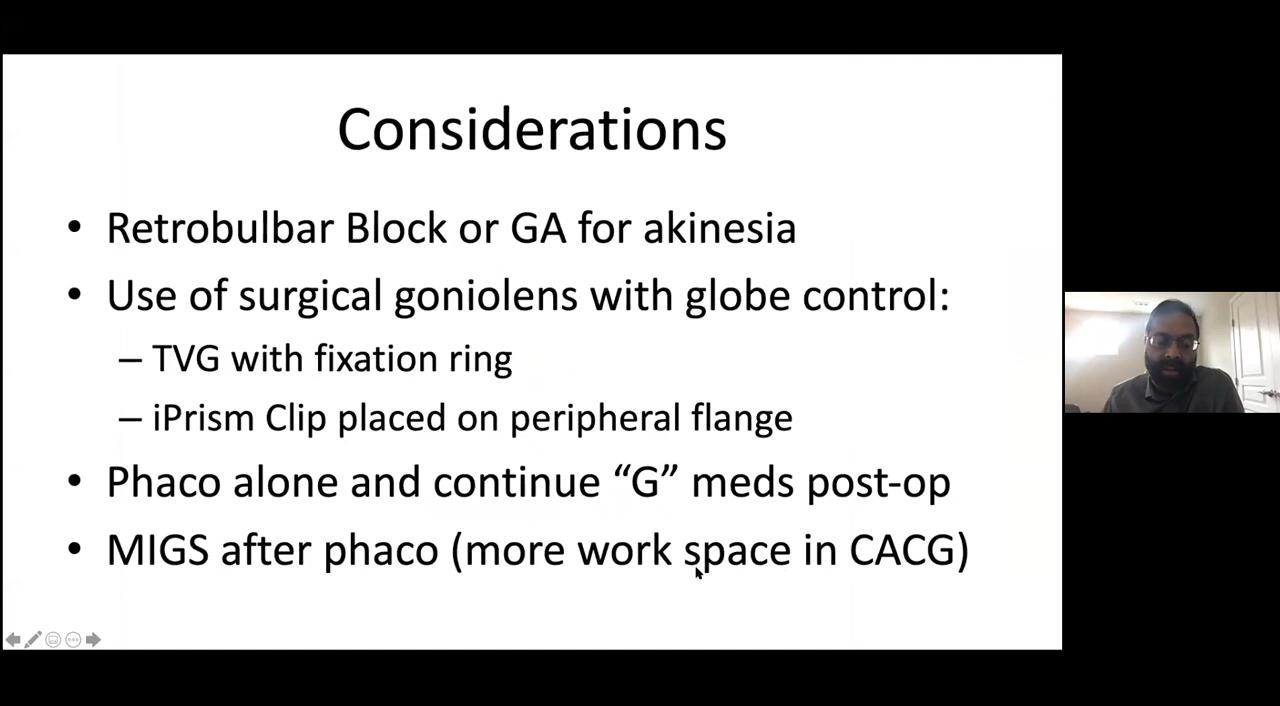 Considerations
• Retrobulbar Block or GA for akinesia
• Use of surgical goniolens with globe control:
– TVG with fixation ring
– iPrism Clip placed on peripheral flange
• Phaco alone and continue “G” meds post-op
• MIGS after phaco (more work space in CACG)